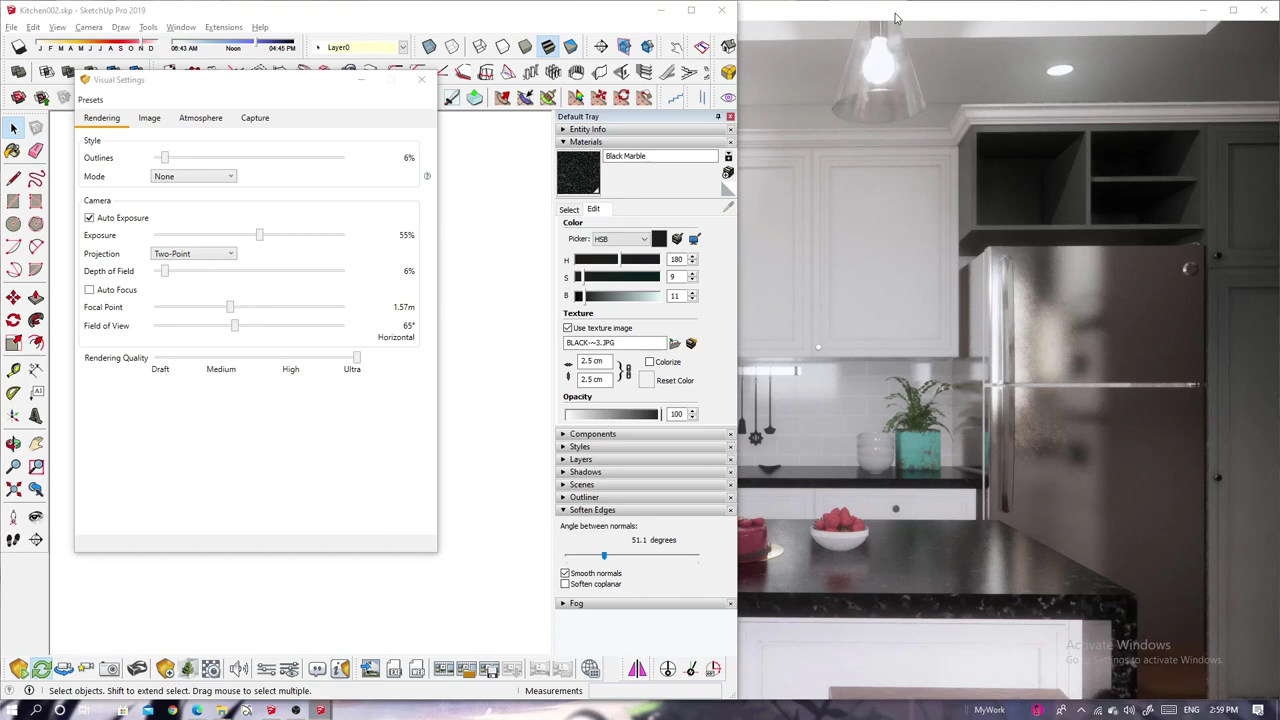 Kitchen002.skp - SketchUp Pro 2019
File Edit View Camera Draw Tools Window Extensions Help
J F M A M J J A S O N D
06:43 AM Noon 04:45 PM
Layer0
Visual Settings
Presets
Rendering Image Atmosphere Capture
Style
Outlines 6%
Mode None
Camera
Auto Exposure
Exposure 55%
Projection Two-Point
Depth of Field 6%
Auto Focus
Focal Point 1.57m
Field of View 65°
Horizontal
Rendering Quality
Draft Medium High Ultra
Default Tray
Entity Info
Materials
Black Marble
Select Edit
Color
Picker: HSB
H 180
S 9
B 11
Texture
Use texture image
BLACK-~3.JPG
2.5 cm Colorize
2.5 cm Reset Color
Opacity
100
Components
Styles
Layers
Shadows
Scenes
Outliner
Soften Edges
Angle between normals:
51.1 degrees
Smooth normals
Soften coplanar
Fog
Select objects. Shift to extend select. Drag mouse to select multiple.
Measurements
Activate Windows
Go to Settings to activate Windows.
MyWork
ENG 2:59 PM